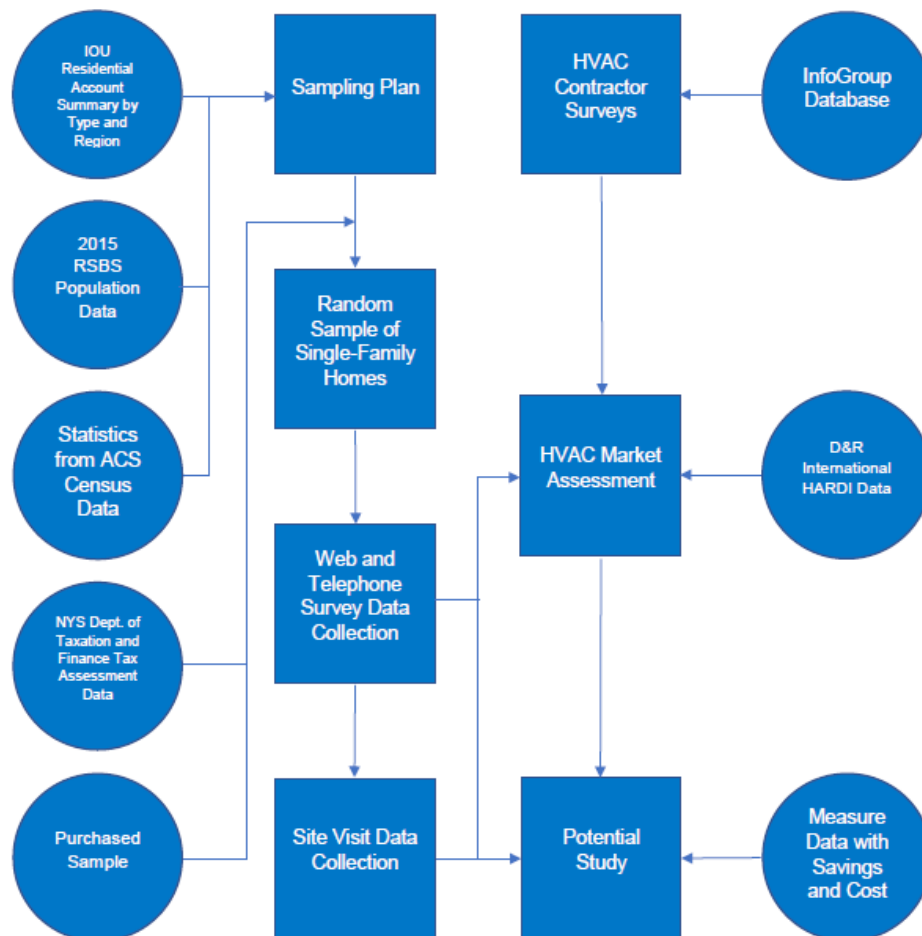 IOU
Residential
Account
Summary by
Type and
Region
Sampling Plan
HVAC
Contractor
Surveys
InfoGroup
Database
2015
RSBS
Population
Data
Random
Sample of
Single-Family
Homes
Statistics
from ACS
Census
Data
HVAC Market
Assessment
D&R
International
HARDI Data
Web and
Telephone
Survey Data
Collection
NYS Dept. of
Taxation and
Finance Tax
Assessment
Data
Purchased
Sample
Site Visit Data
Collection
Potential
Study
Measure
Data with
Savings
and Cost